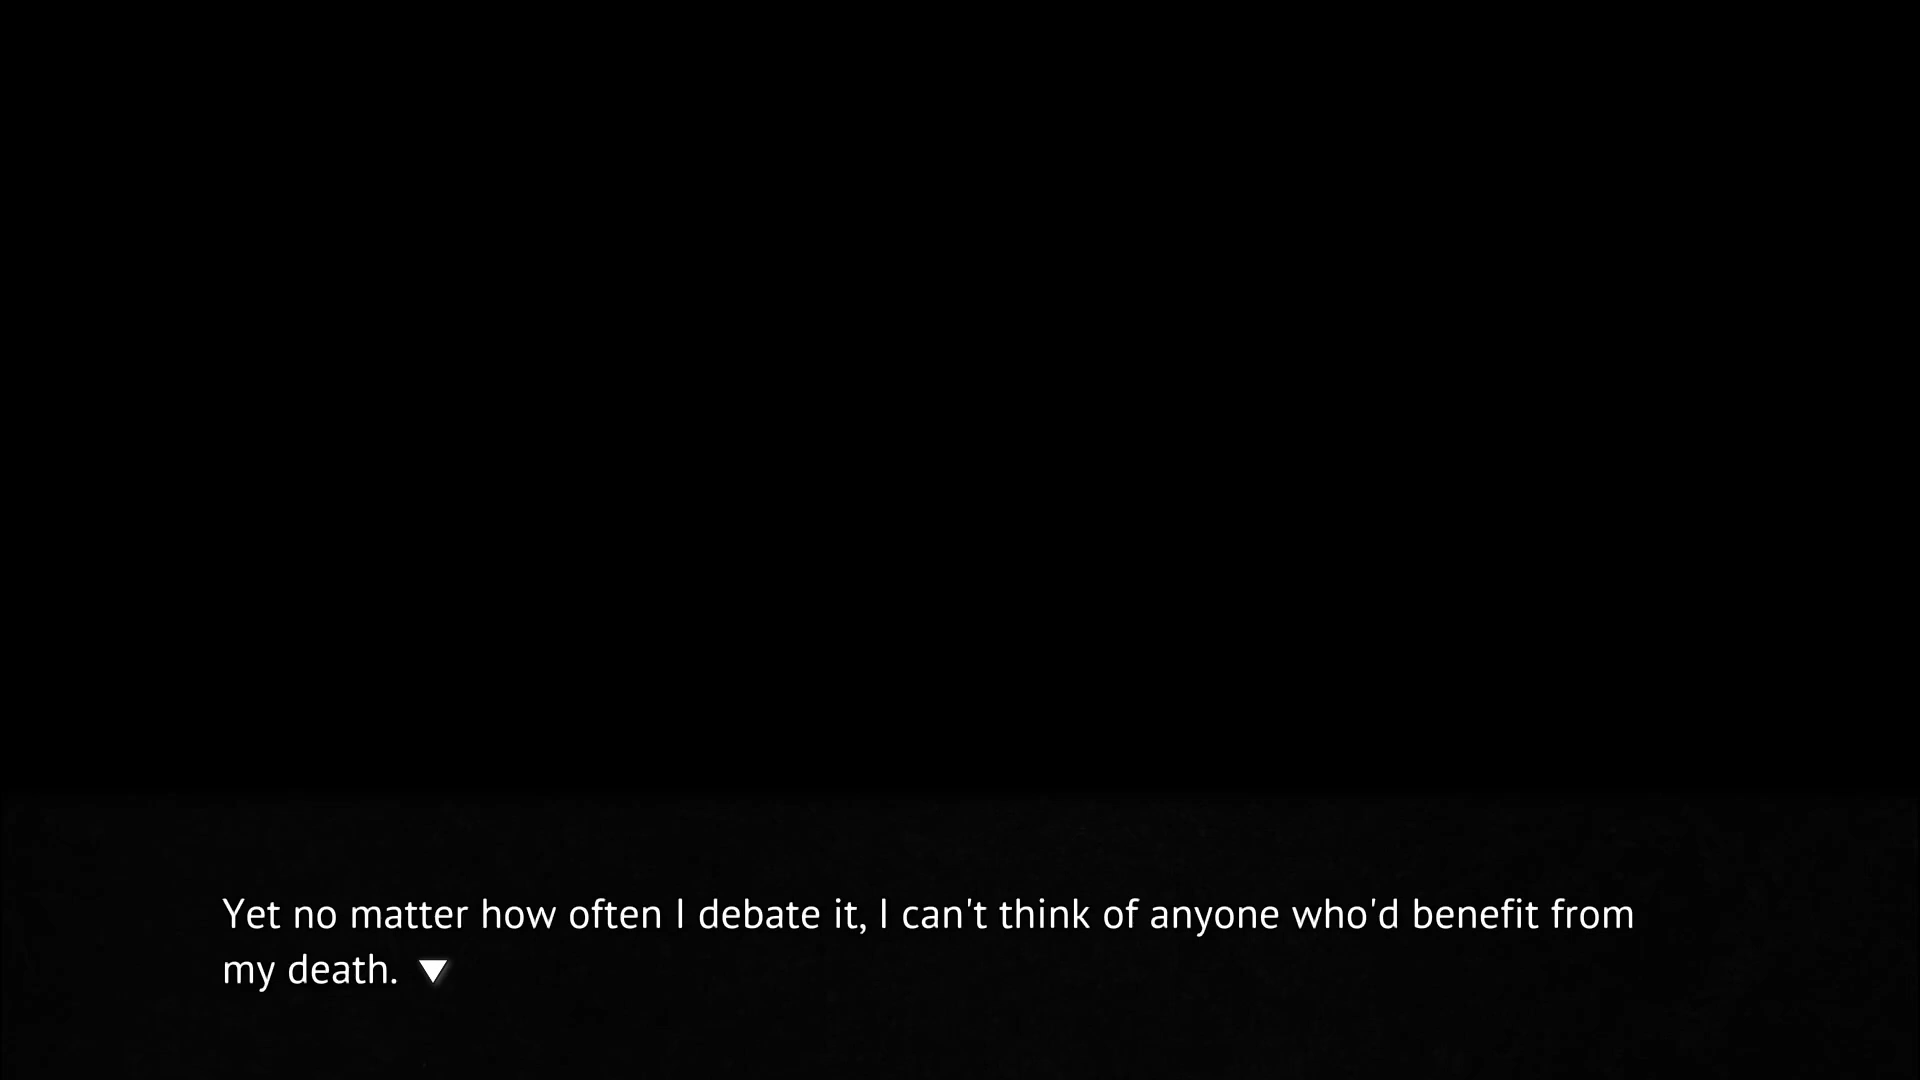 Yet no matter how often I debate it, I can't think of anyone who'd benefit from
my death.